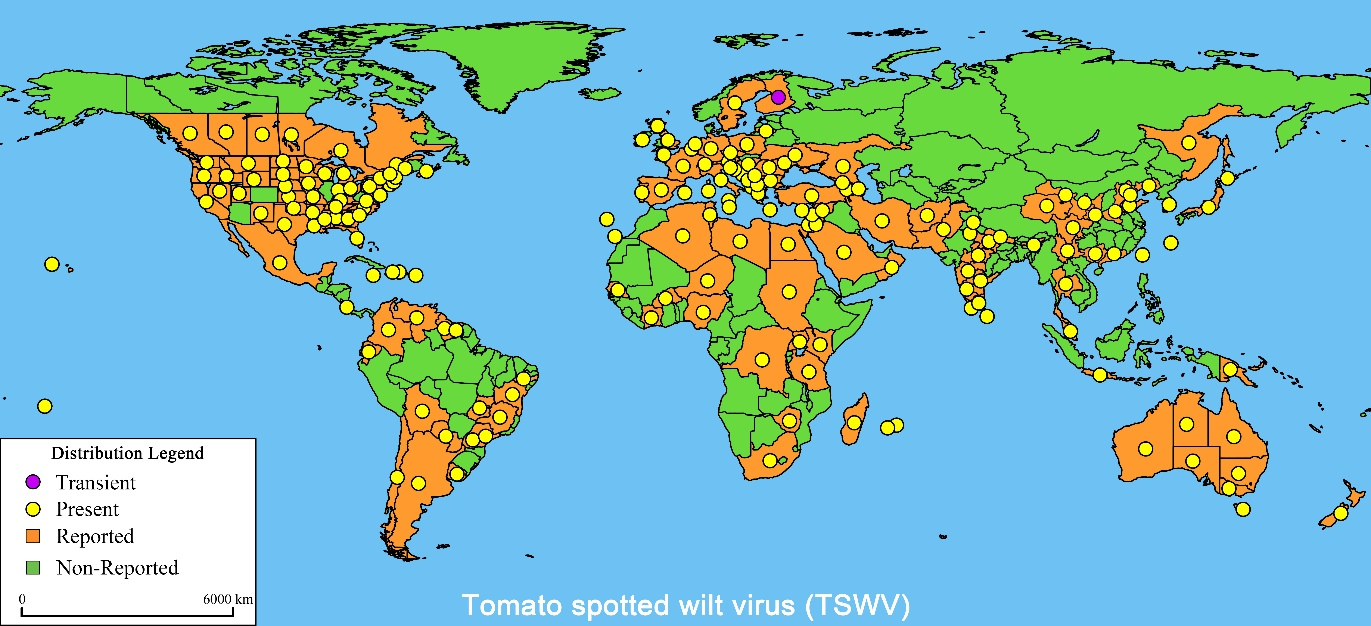 Distribution Legend
Transient
Present
Reported
Non-Reported
0 6000 km
Tomato spotted wilt virus (TSWV)